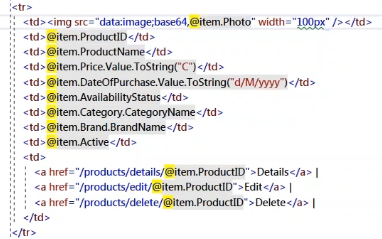 <tr>
<td><img src="data:image;base64,@item.Photo" width="100px" /></td>
<td>@item.ProductID</td>
<td>@item.ProductName</td>
<td>@item.Price.Value.ToString("C")</td>
<td>@item.DateOfPurchase.Value.ToString("d/M/yyyy")</td>
<td>@item.AvailabilityStatus</td>
<td>@item.Category.CategoryName</td>
<td>@item.Brand.BrandName</td>
<td>@item.Active</td>
<td>
<a href="/products/details/@item.ProductID">Details</a> |
<a href="/products/edit/@item.ProductID">Edit</a> |
<a href="/products/delete/@item.ProductID">Delete</a> |
</td>
</tr>